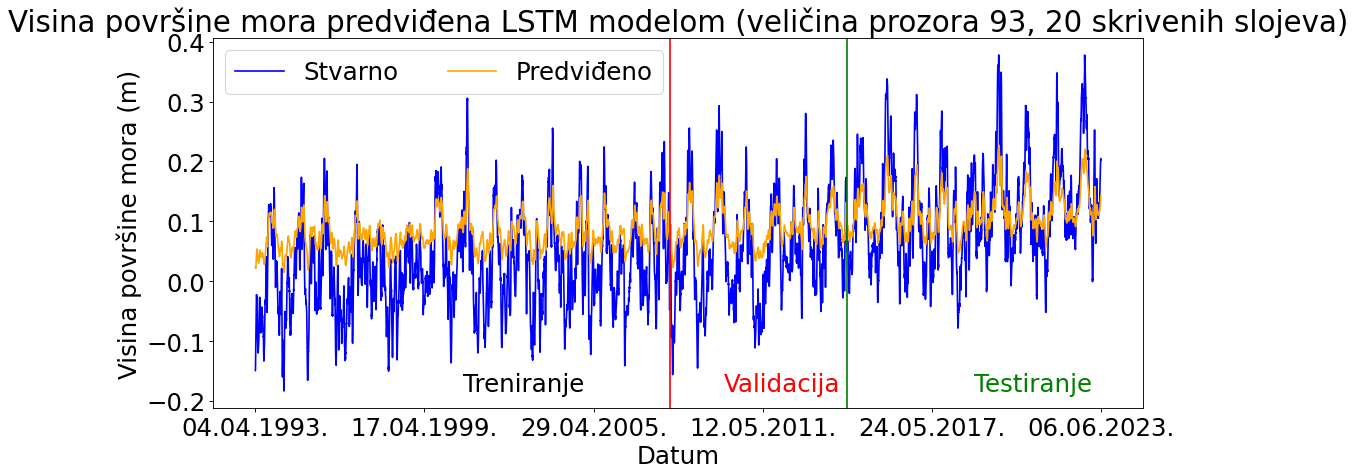 Visina površine mora predviđena LSTM modelom (veličina prozora 93, 20 skrivenih slojeva)
Stvarno Predviđeno
Visina površine mora (m)
0.4
0.3
0.2
0.1
0.0
−0.1
−0.2
Treniranje Validacija Testiranje
04.04.1993. 17.04.1999. 29.04.2005. 12.05.2011. 24.05.2017. 06.06.2023.
Datum